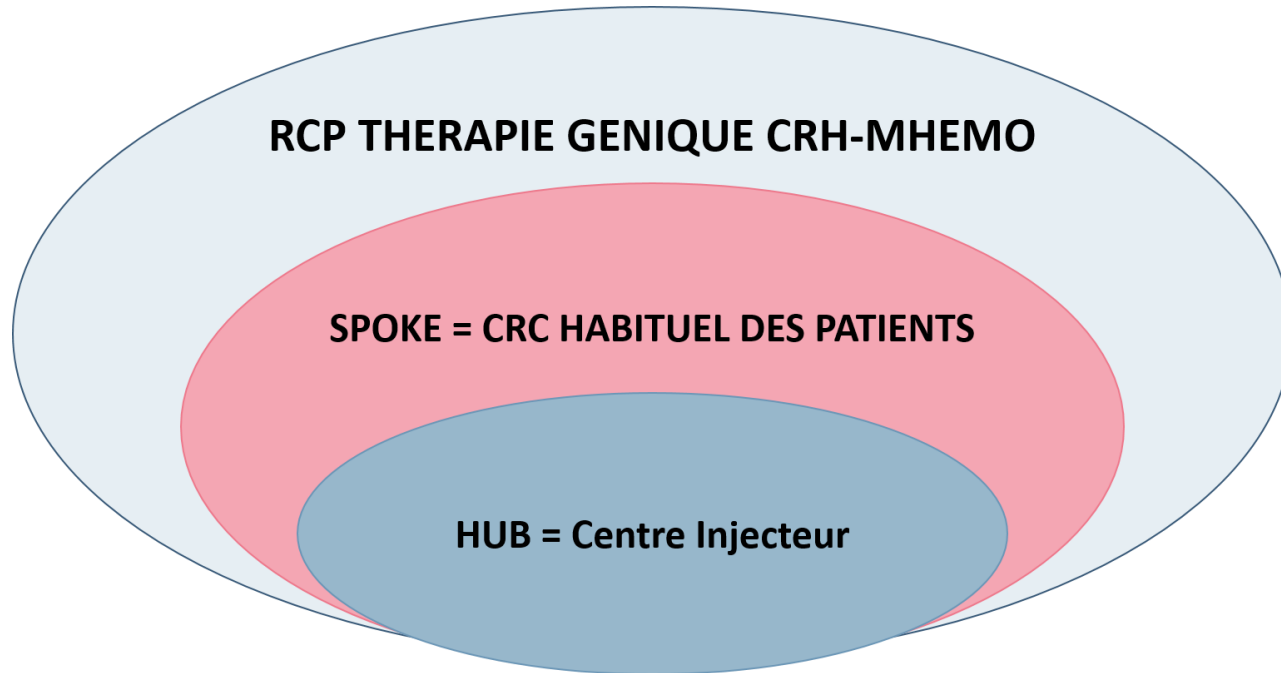 RCP THERAPIE GENIQUE CRH-MHEMO
SPOKE = CRC HABITUEL DES PATIENTS
HUB = Centre Injecteur